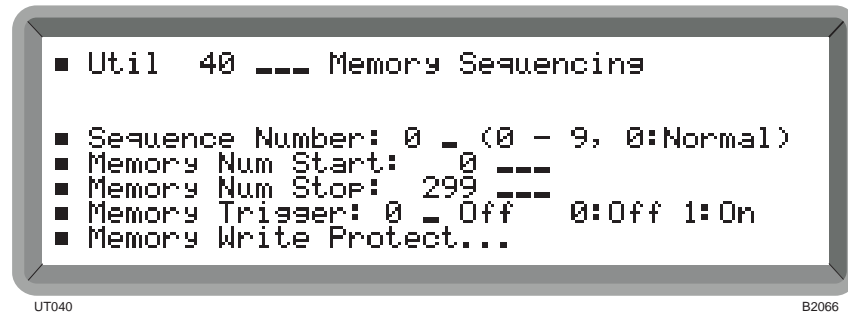 ■ Util 40 ___ Memory Sequencing
■ Sequence Number: 0 _ (0 - 9, 0:Normal)
■ Memory Num Start: 0 ___
■ Memory Num Stop: 299 ___
■ Memory Trigger: 0 _ Off 0:Off 1:On
■ Memory Write Protect...
UT040 B2066